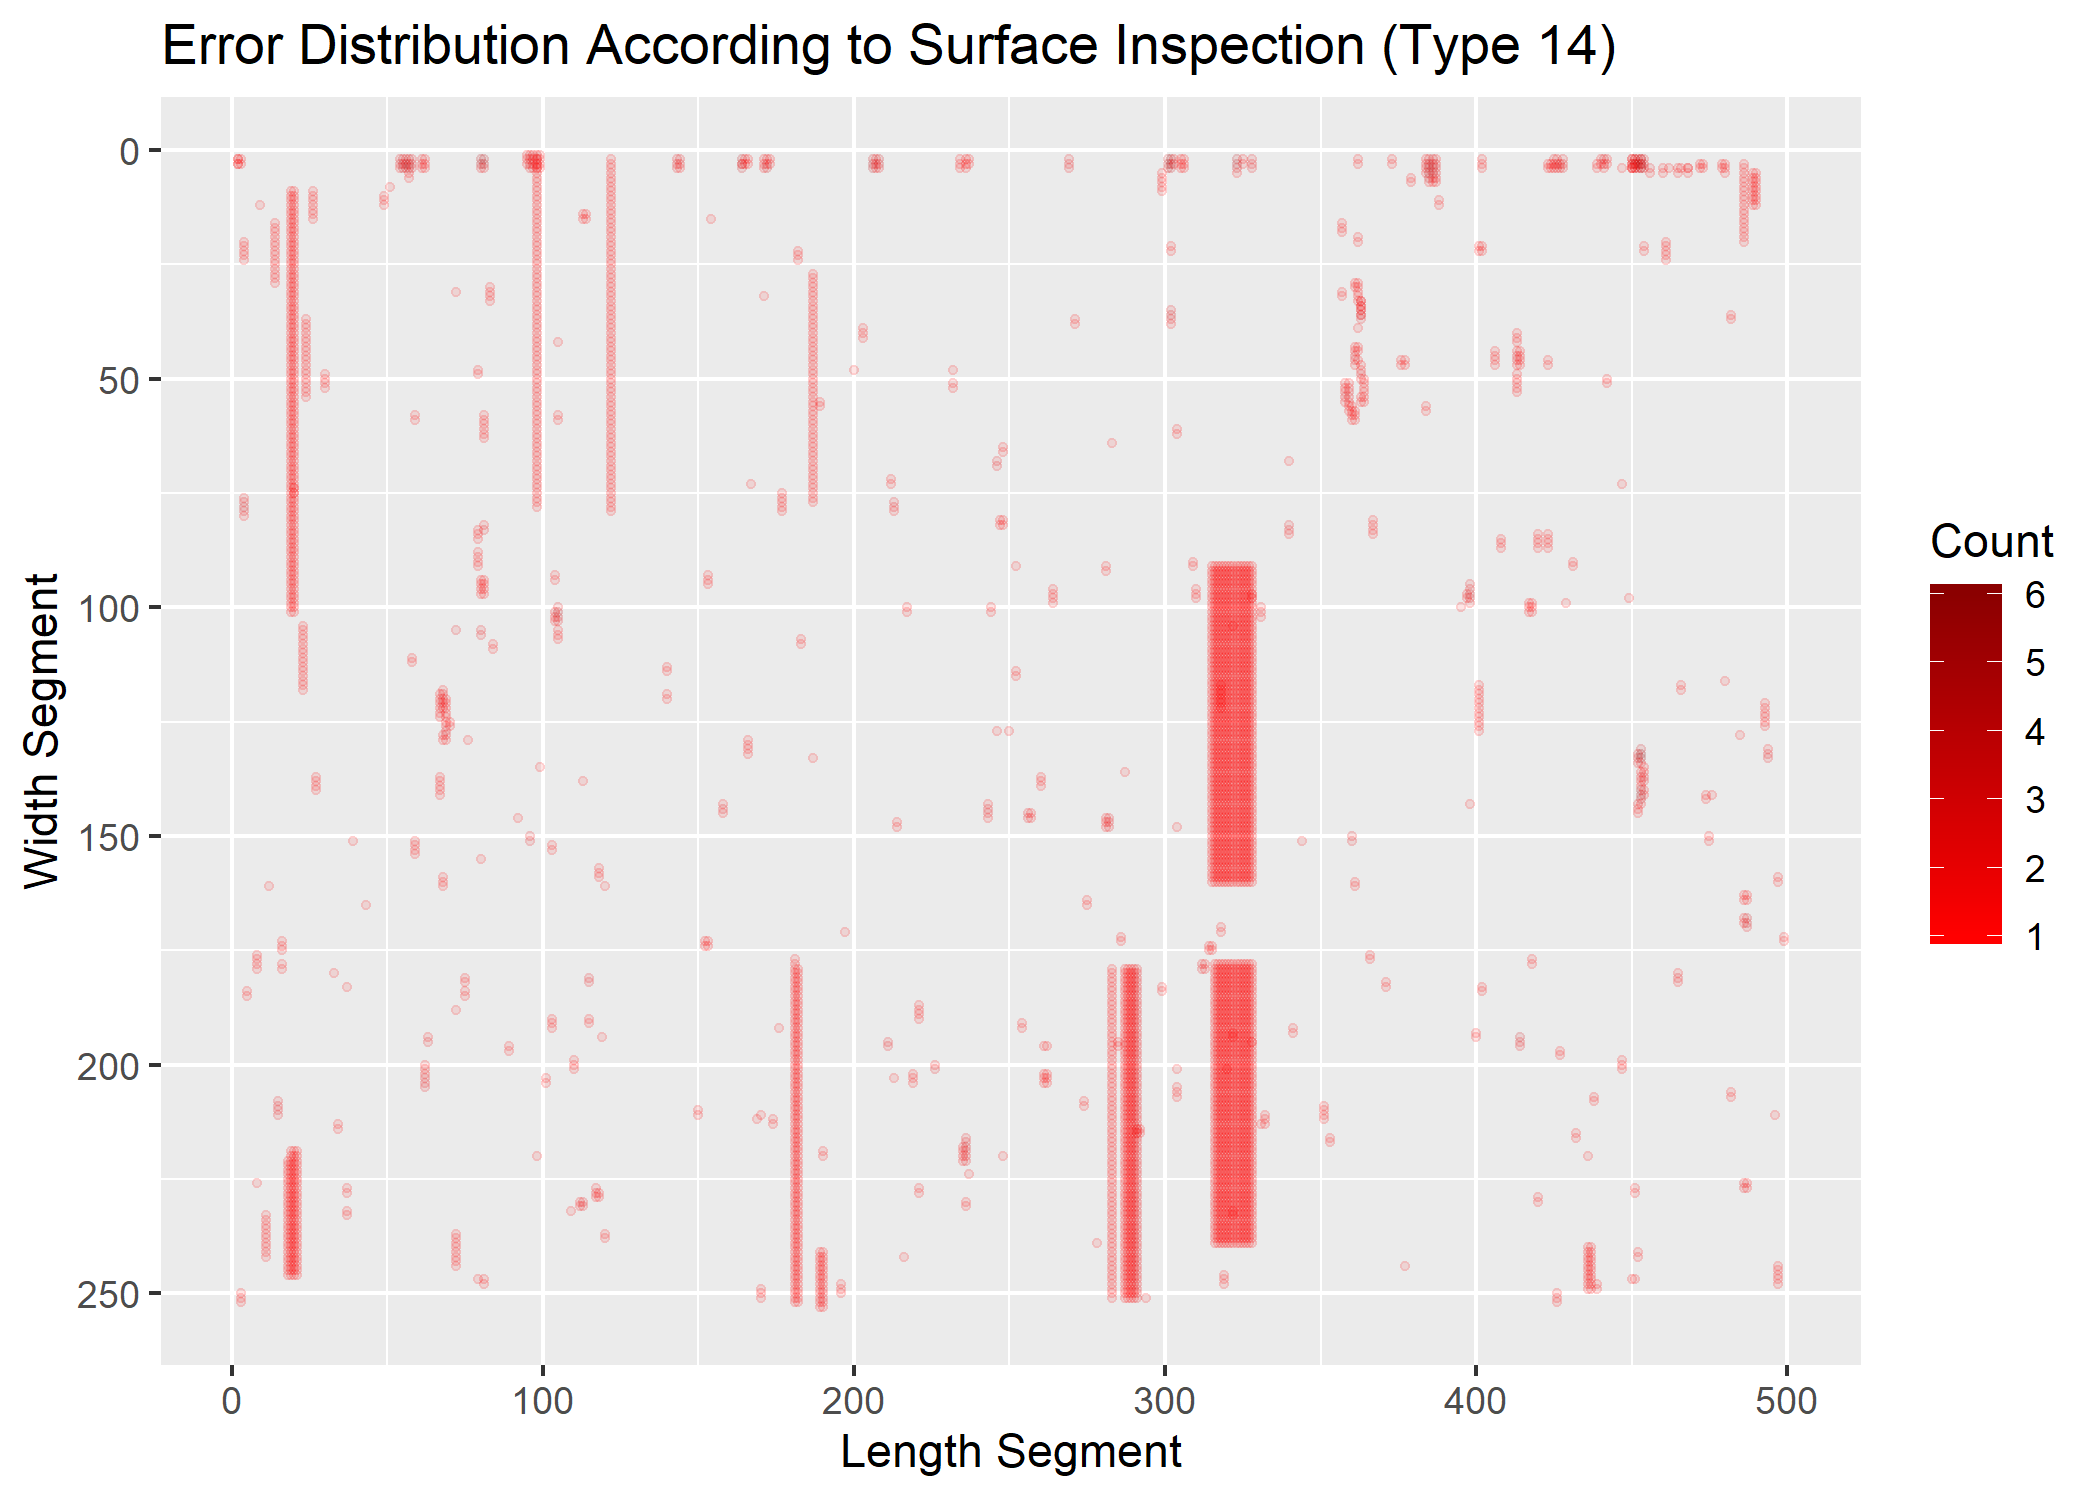 Error Distribution According to Surface Inspection (Type 14)
0
50
100
150
200
250
Width Segment
0 100 200 300 400 500
Length Segment
Count
6
5
4
3
2
1